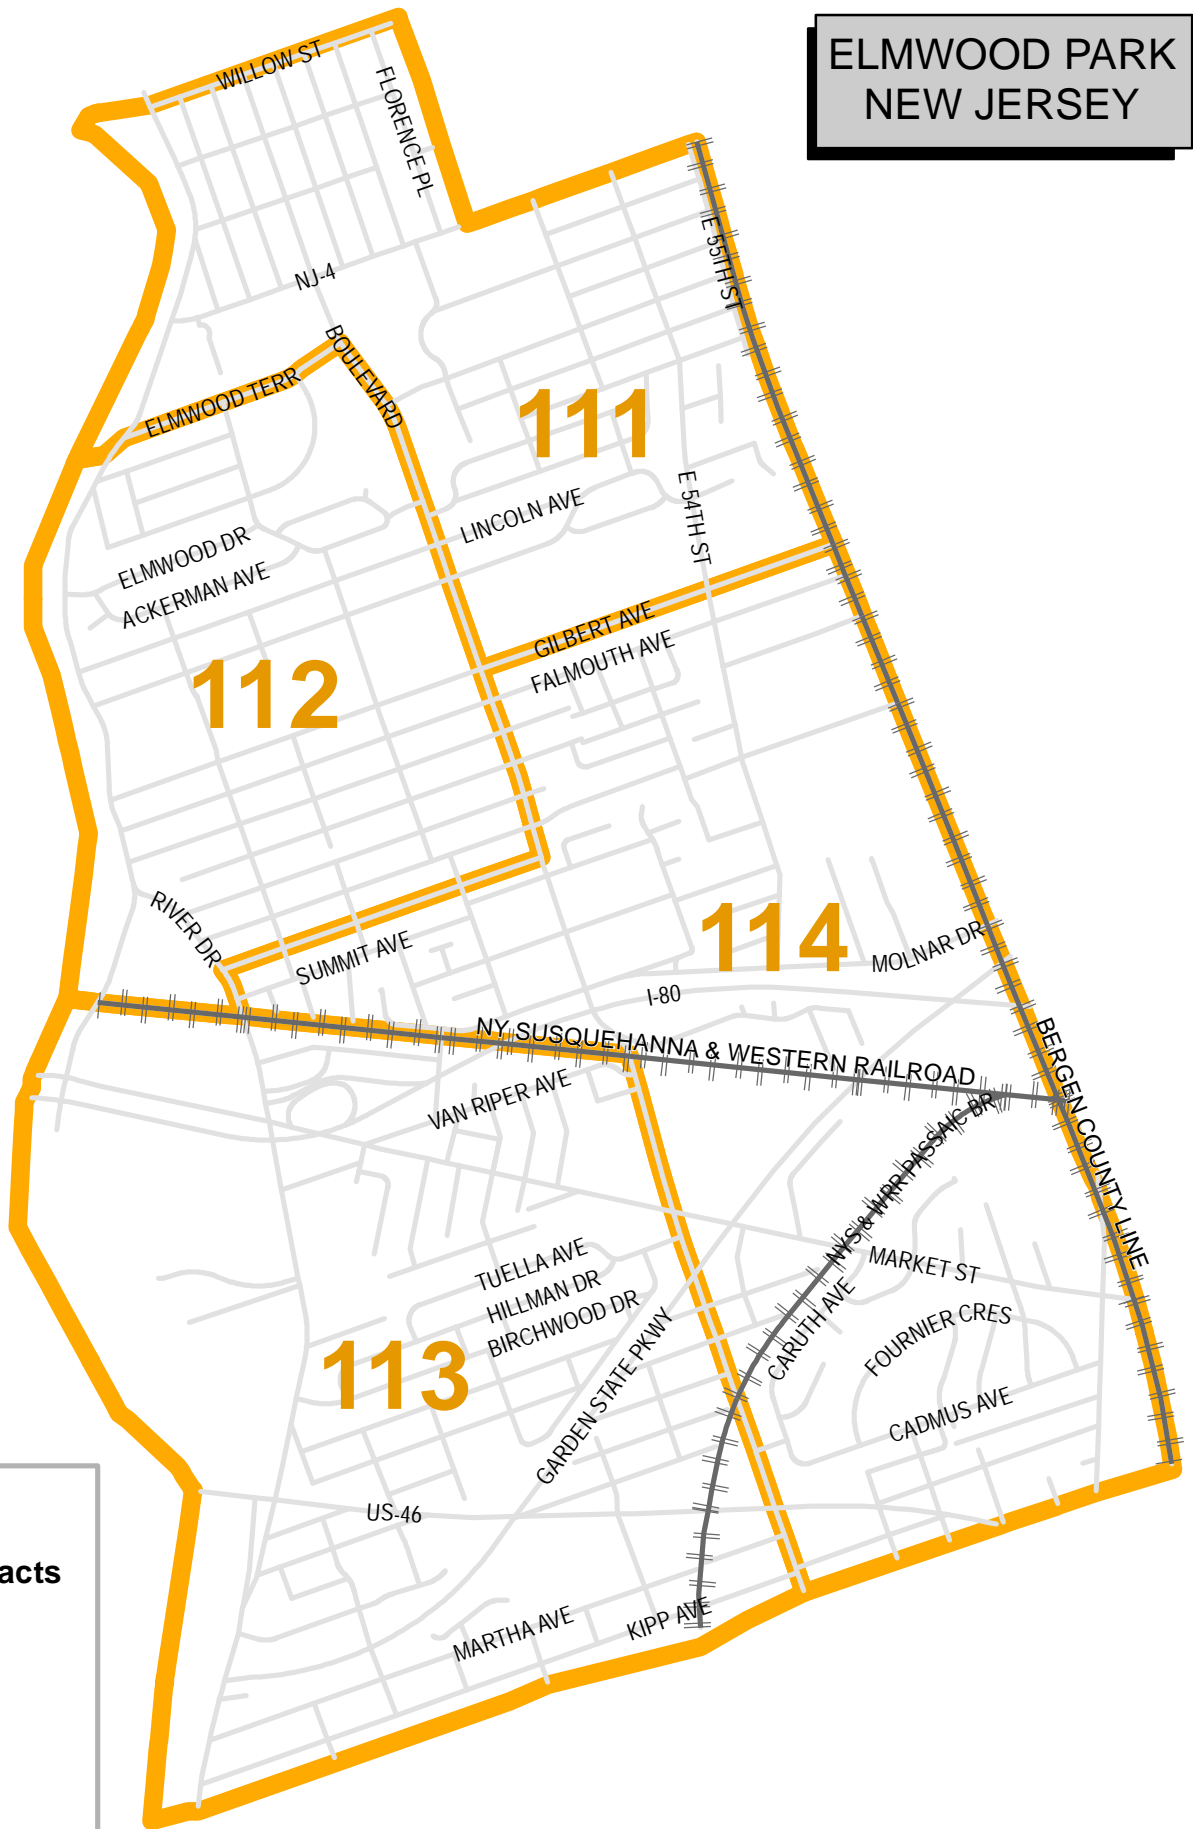 ELMWOOD PARK
NEW JERSEY
WILLOW ST
FLORENCE PL
E 55TH ST
NJ-4
BOULEVARD
ELMWOOD TERR
111
LINCOLN AVE
E 54TH ST
ELMWOOD DR
ACKERMAN AVE
GILBERT AVE
FALMOUTH AVE
112
RIVER DR
SUMMIT AVE
114
MOLNAR DR
I-80
NY SUSQUEHANNA & WESTERN RAILROAD
BERGEN COUNTY LINE
VAN RIPER AVE
NYS & WRR PASSAIC BR
TUELLA AVE
HILLMAN DR
BIRCHWOOD DR
MARKET ST
CARUTH AVE
FOURNIER CRES
113
GARDEN STATE PKWY
CADMUS AVE
US-46
acts
MARTHA AVE
KIPP AVE